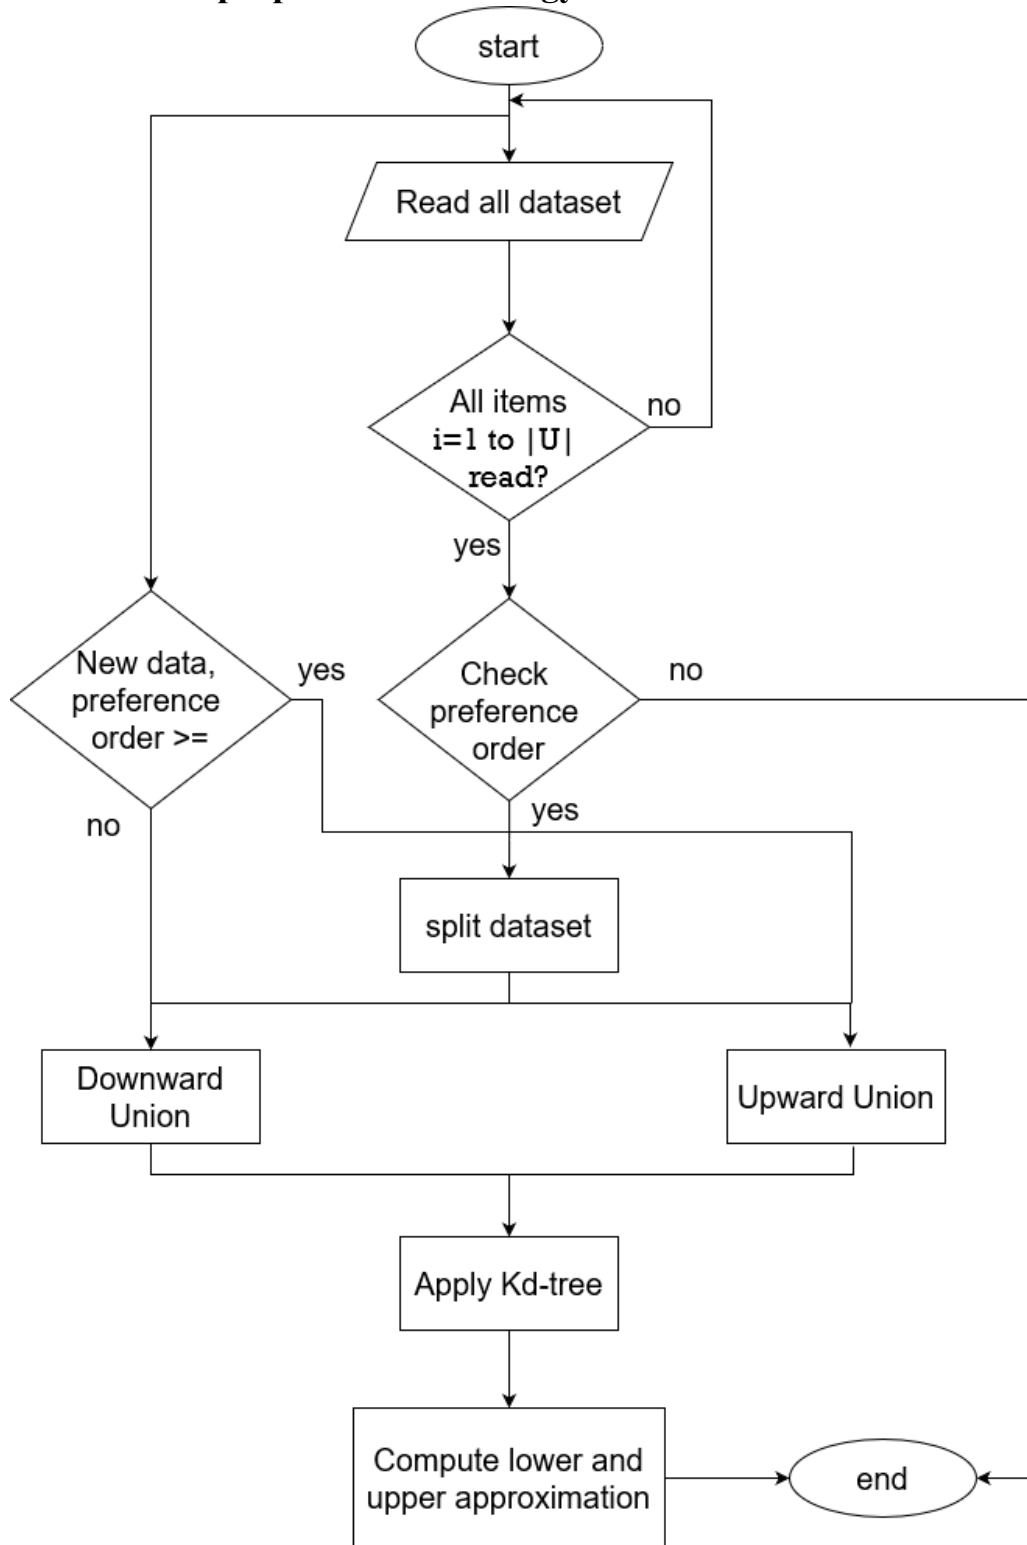 start
Read all dataset
All items
i=1 to |U|
read?
no
yes
New data,
preference
order >=
yes
no
Check
preference
order
no
yes
split dataset
Downward
Union
Upward Union
Apply Kd-tree
Compute lower and
upper approximation
end